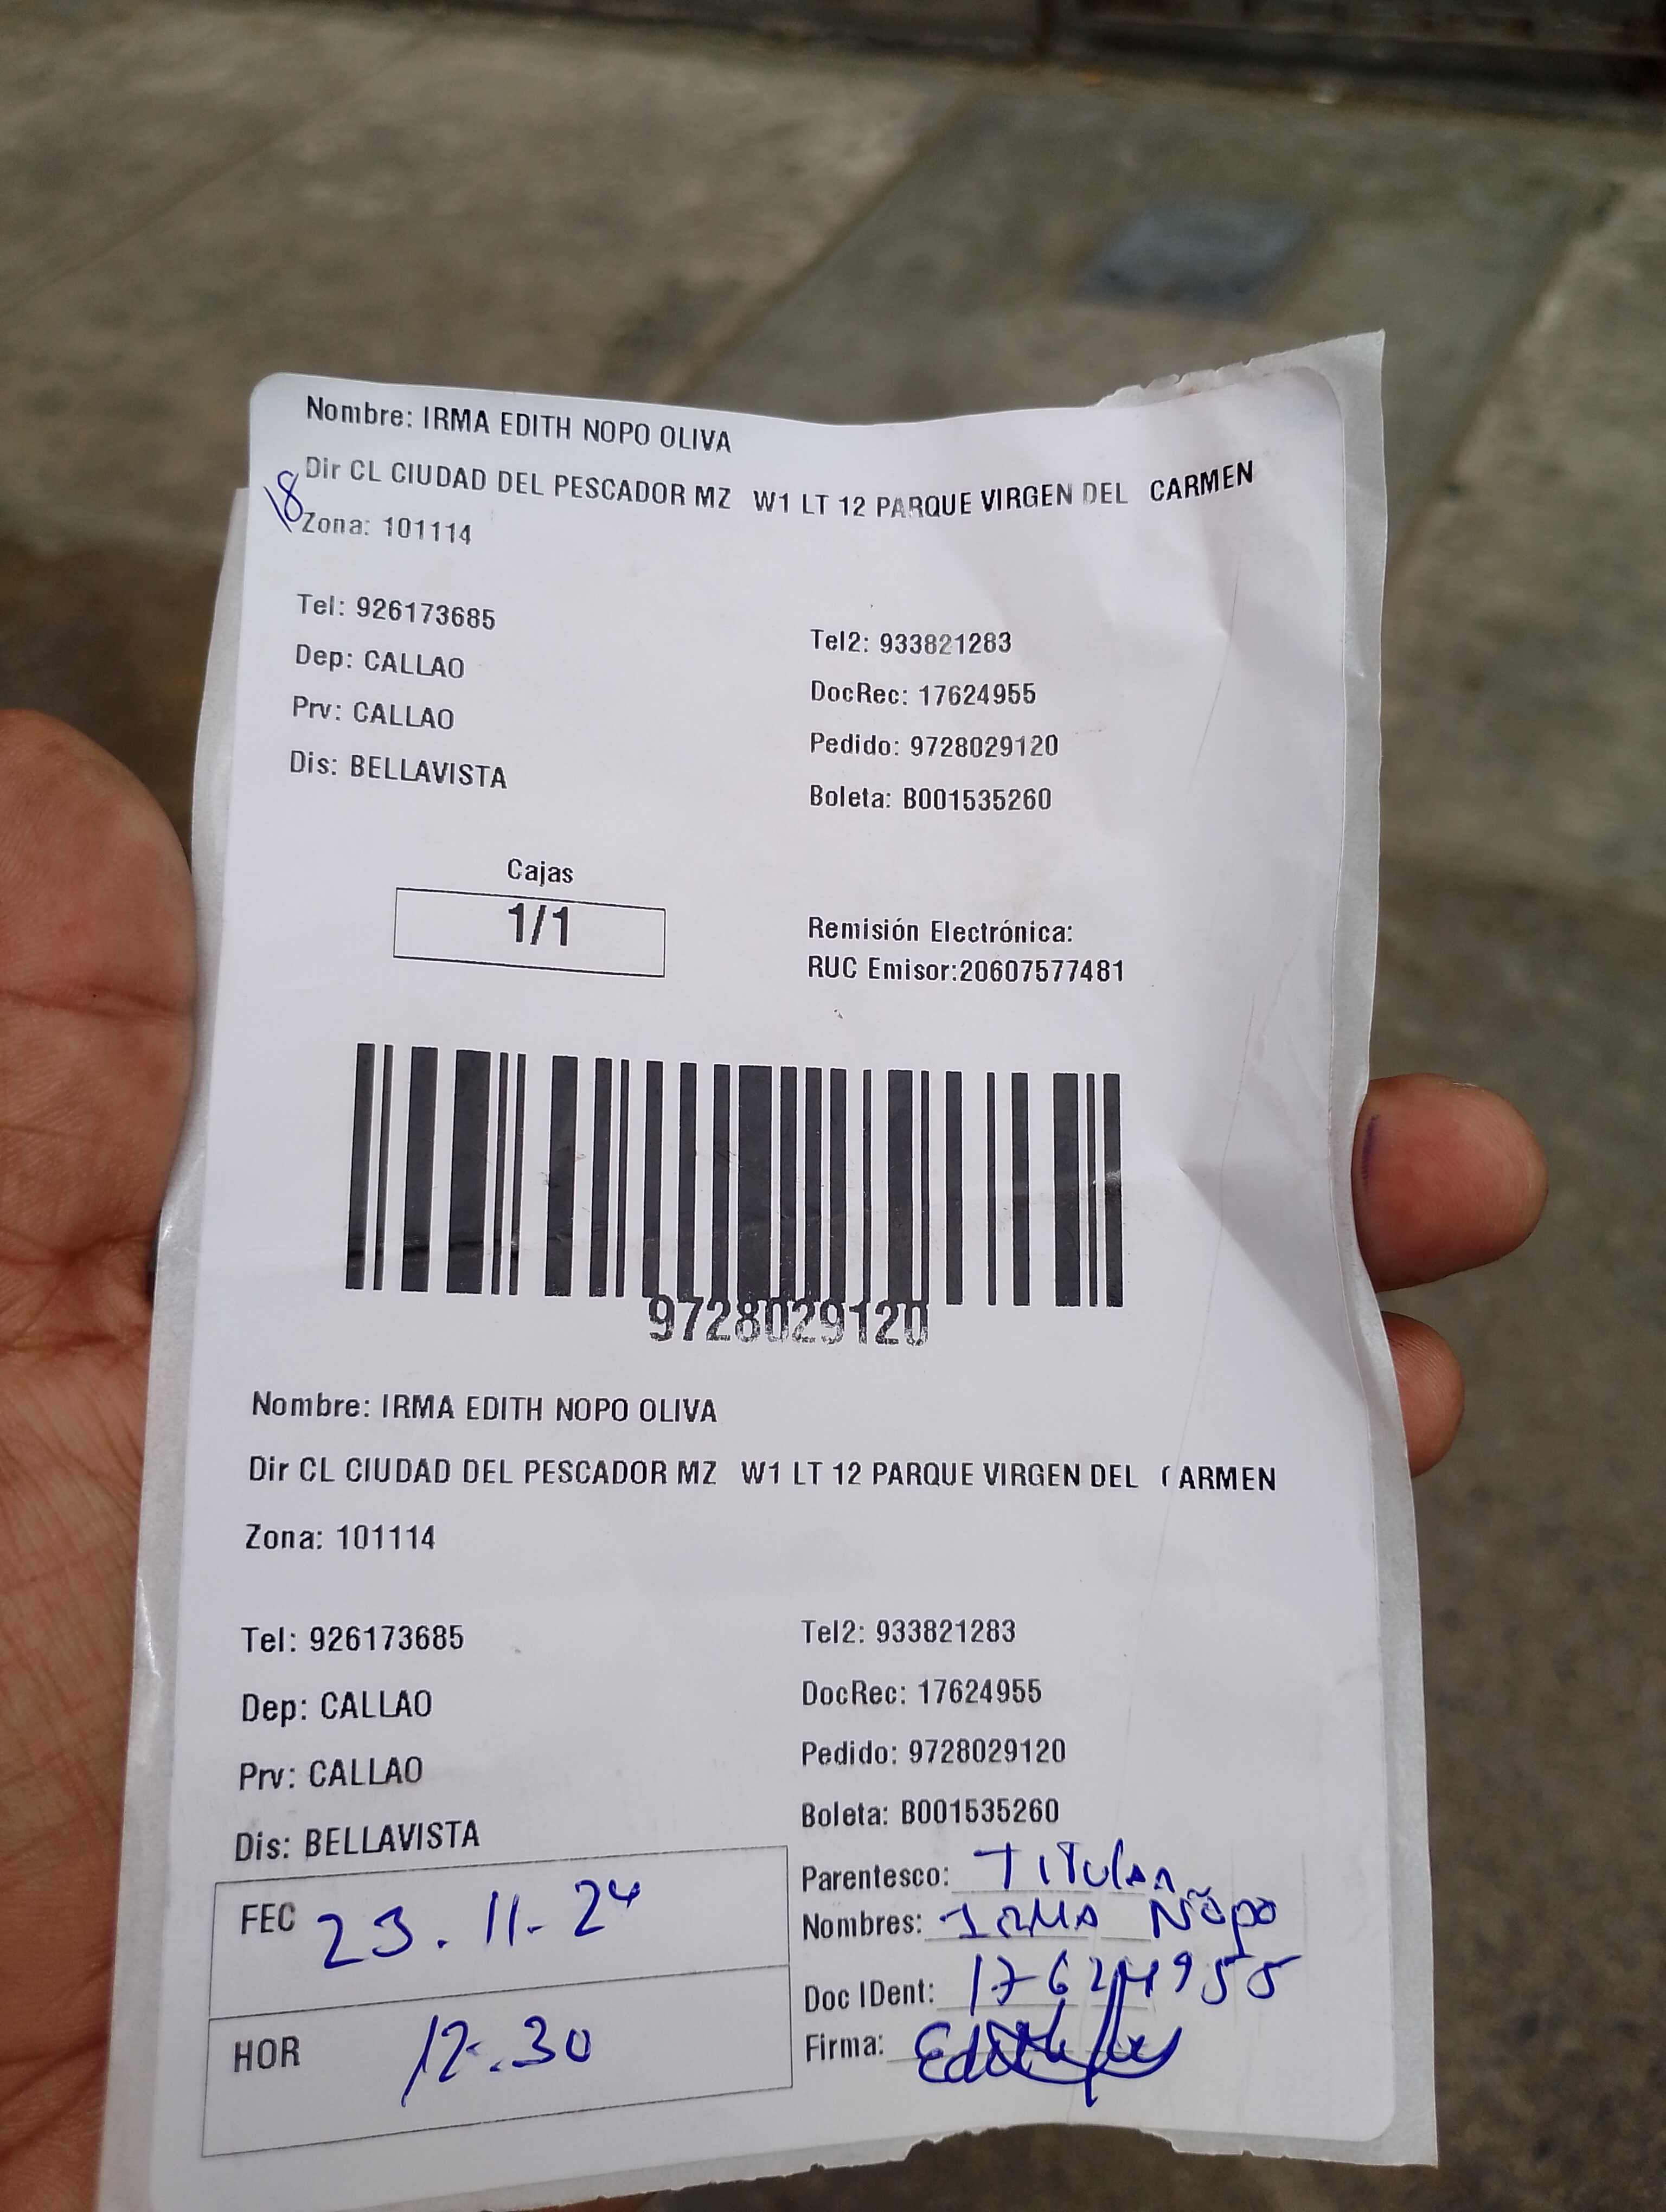 Nombre: IRMA EDITH NOPO OLIVA
Dir CL CIUDAD DEL PESCADOR MZ W1 LT 12 PARQUE VIRGEN DEL CARMEN
18
Zona: 101114
Tel: 926173685
Tel2: 933821283
Dep: CALLAO
DocRec: 17624955
Prv: CALLAO
Pedido: 9728029120
Dis: BELLAVISTA
Boleta: B001535260
Cajas
1/1
Remisión Electrónica:
RUC Emisor:20607577481
9728029120
Nombre: IRMA EDITH NOPO OLIVA
Dir CL CIUDAD DEL PESCADOR MZ W1 LT 12 PARQUE VIRGEN DEL CARMEN
Zona: 101114
Tel: 926173685
Tel2: 933821283
Dep: CALLAO
DocRec: 17624955
Prv: CALLAO
Pedido: 9728029120
Dis: BELLAVISTA
Boleta: B001535260
FEC 23.11-24
Parentesco: Titular
Nombres: IRMA Ñopo
Doc IDent: 17624955
HOR 12.30
Firma: